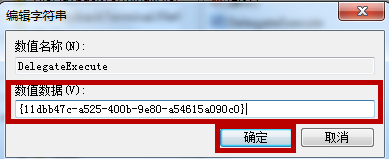 编辑字符串
数值名称(N):
DelegateExecute
数值数据(V):
{11dbb47c-a525-400b-9e80-a54615a090c0}
确定
取消